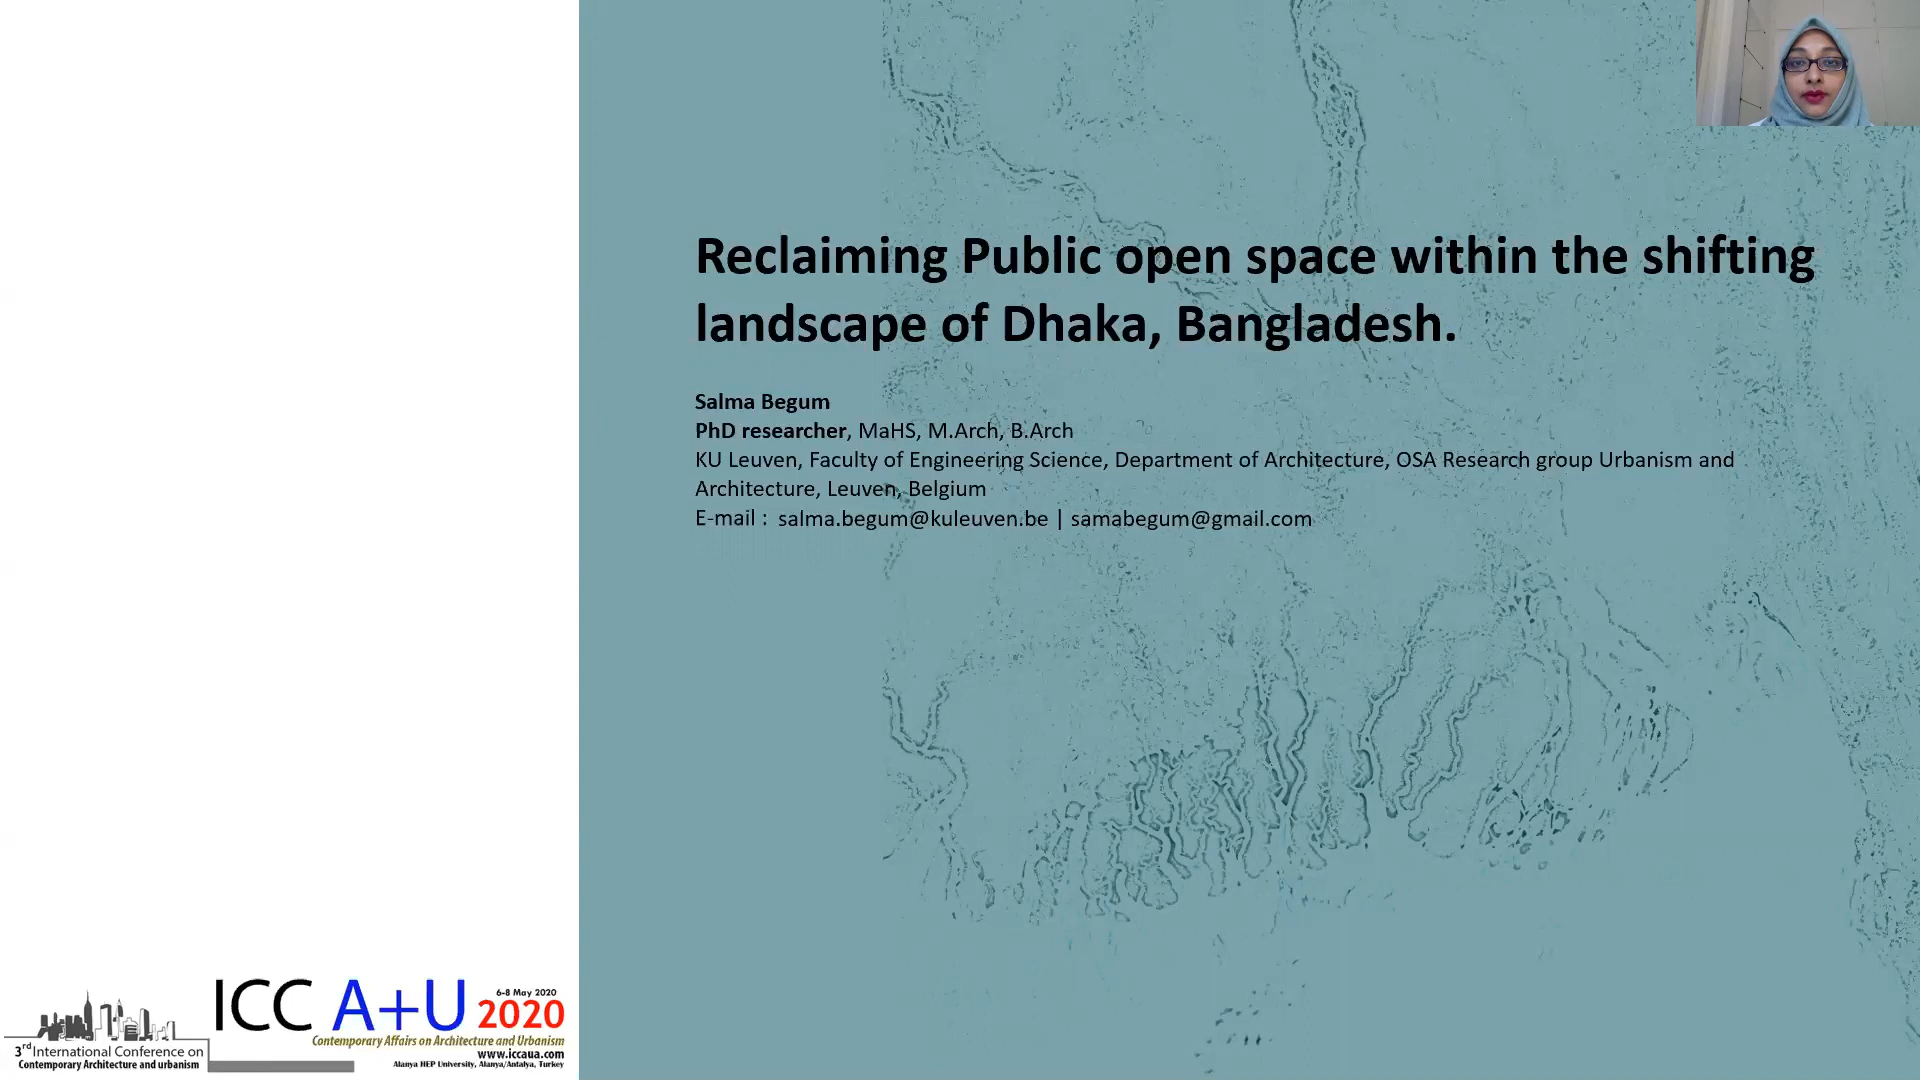 Reclaiming Public open space within the shifting
landscape of Dhaka, Bangladesh.
Salma Begum
PhD researcher, MaHS, M.Arch, B.Arch
KU Leuven, Faculty of Engineering Science, Department of Architecture, OSA Research group Urbanism and
Architecture, Leuven, Belgium
E-mail : salma.begum@kuleuven.be | samabegum@gmail.com
ICC A+U 2020
6-8 May 2020
Contemporary Affairs on Architecture and Urbanism
www.iccaua.com
Alanya HEP University, Alanya/Antalya, Turkey
3rd International Conference on
Contemporary Architecture and urbanism